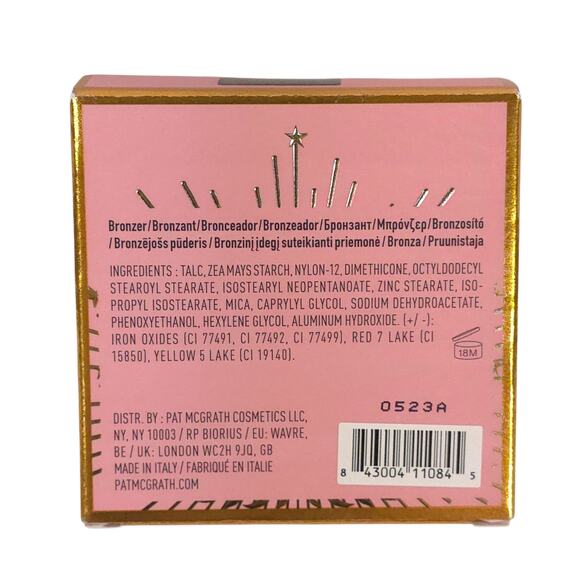 Bronzer/Bronzant/Bronceador/Bronzeador/Бронзант/Μπρόνζερ/Bronzosító
/ Bronzējošs pūderis / Bronzinį įdegį suteikianti priemonė / Bronza / Pruunistaja
INGREDIENTS : TALC, ZEA MAYS STARCH, NYLON-12, DIMETHICONE, OCTYLDODECYL
STEAROYL STEARATE, ISOSTEARYL NEOPENTANOATE, ZINC STEARATE, ISO-
PROPYL ISOSTEARATE, MICA, CAPRYLYL GLYCOL, SODIUM DEHYDROACETATE,
PHENOXYETHANOL, HEXYLENE GLYCOL, ALUMINUM HYDROXIDE. (+/ -):
IRON OXIDES (CI 77491, CI 77492, CI 77499), RED 7 LAKE (CI
15850), YELLOW 5 LAKE (CI 19140).
18M
0523A
DISTR. BY : PAT MCGRATH COSMETICS LLC,
NY, NY 10003 / RP BIORIUS / EU: WAVRE,
BE / UK: LONDON WC2H 9JQ, GB
MADE IN ITALY / FABRIQUÉ EN ITALIE
PATMCGRATH.COM
8 43004 11084 5